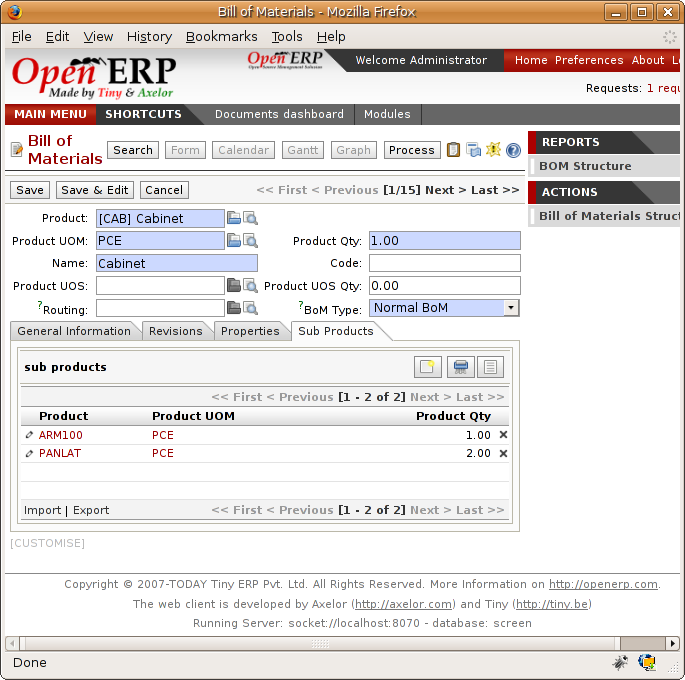 Bill of Materials - Mozilla Firefox
File Edit View History Bookmarks Tools Help
Open ERP
Made by Tiny & Axelor
Open ERP
Open Source Management Solution
Welcome Administrator
Home Preferences About L
Requests: 1 requ
MAIN MENU SHORTCUTS Documents dashboard Modules
Bill of Materials
Search Form Calendar Gantt Graph Process
REPORTS
BOM Structure
ACTIONS
Bill of Materials Struct
Save Save & Edit Cancel << First < Previous [1/15] Next > Last >>
Product: [CAB] Cabinet
Product UOM: PCE Product Qty: 1.00
Name: Cabinet Code:
Product UOS: Product UOS Qty: 0.00
?Routing: ?BoM Type: Normal BoM
General Information Revisions Properties Sub Products
sub products
<< First < Previous [1 - 2 of 2] Next > Last >>
Product Product UOM Product Qty
ARM100 PCE 1.00
PANLAT PCE 2.00
Import | Export << First < Previous [1 - 2 of 2] Next > Last >>
[CUSTOMISE]
Copyright © 2007-TODAY Tiny ERP Pvt. Ltd. All Rights Reserved. More Information on http://openerp.com.
The web client is developed by Axelor (http://axelor.com) and Tiny (http://tiny.be)
Running Server: socket://localhost:8070 - database: screen
Done